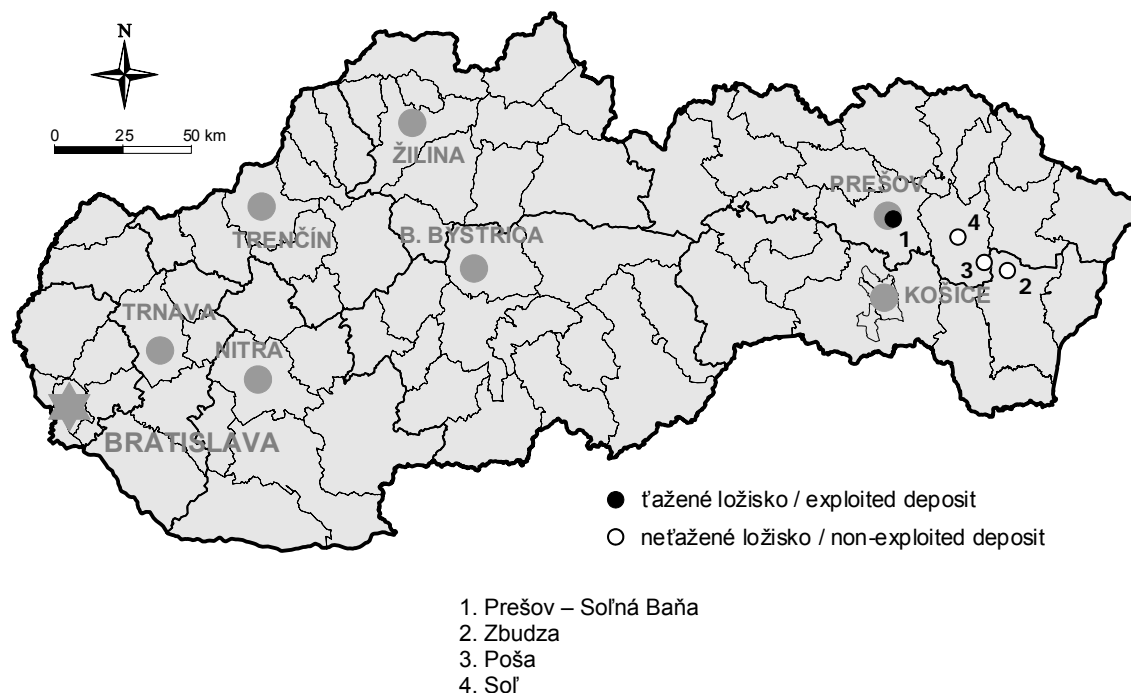 N
0 25 50 km
ŽILINA
PREŠOV
TRENČÍN
B. BYSTRICA
4
1
3
2
KOŠICE
TRNAVA
NITRA
BRATISLAVA
ťažené ložisko / exploited deposit
neťažené ložisko / non-exploited deposit
1. Prešov – Soľná Baňa
2. Zbudza
3. Poša
4. Soľ